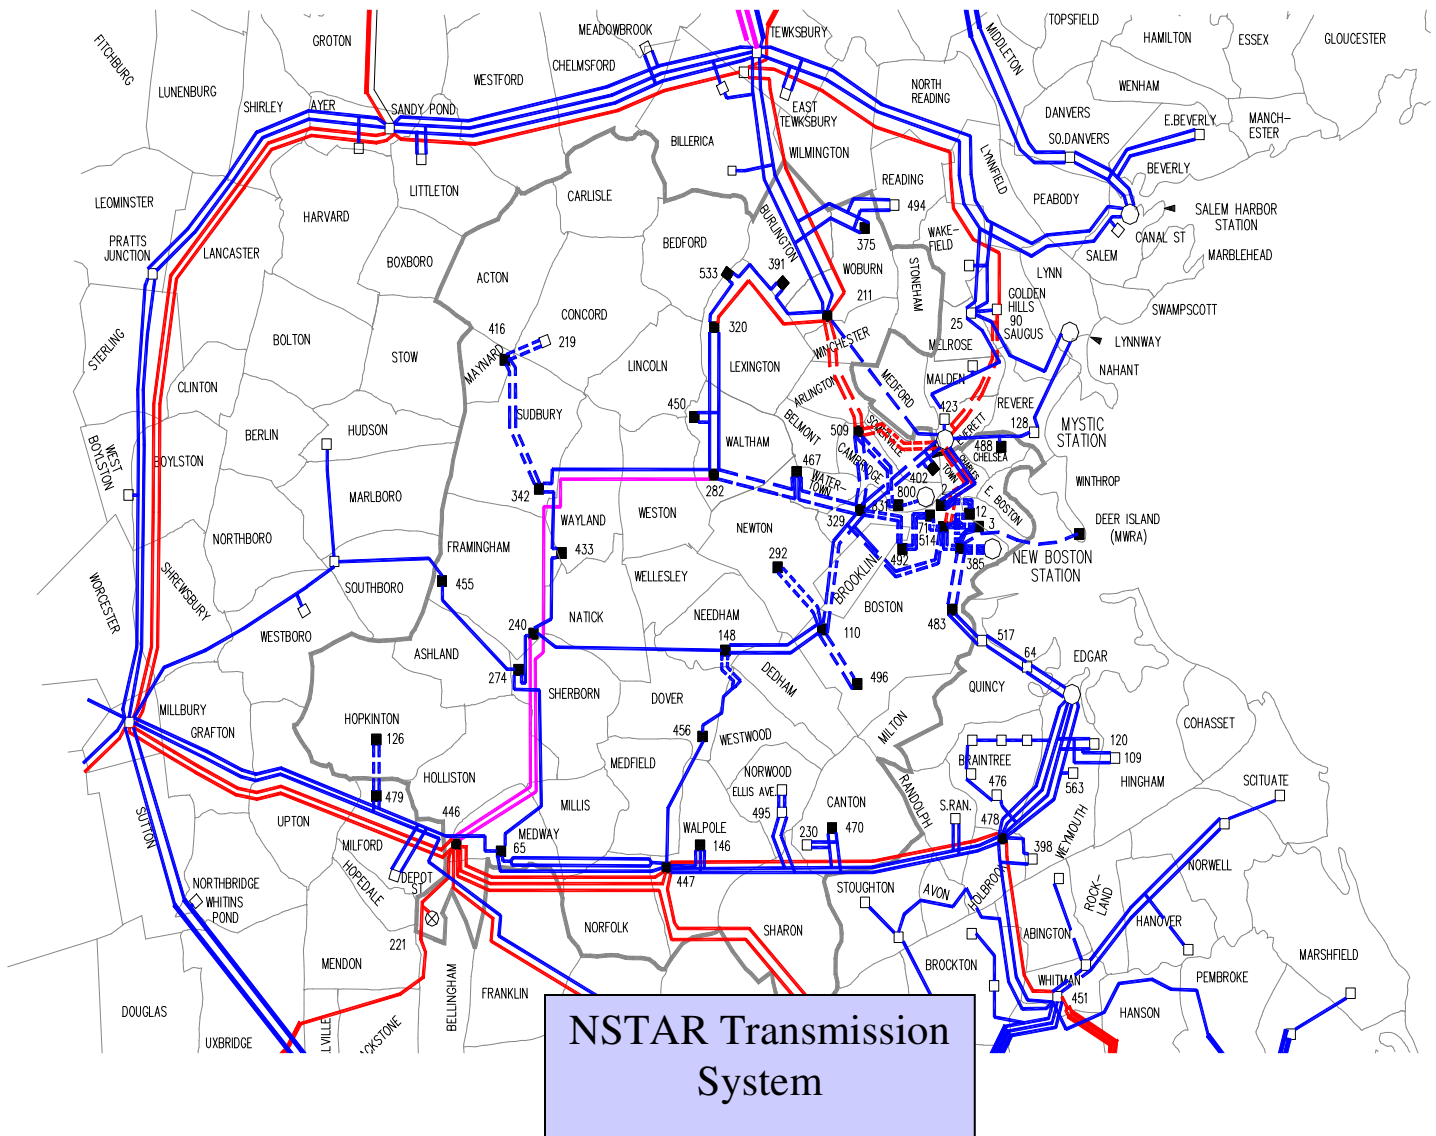 FITCHBURG
GROTON
MEADOWBROOK
TEWKSBURY
MIDDLETON
TOPSFIELD
HAMILTON
ESSEX
GLOUCESTER
LUNENBURG
SHIRLEY
AYER
SANDY POND
WESTFORD
CHELMSFORD
EAST
TEWKSBURY
NORTH
READING
WENHAM
DANVERS
SO.DANVERS
E.BEVERLY
MANCH-
ESTER
BEVERLY
BILLERICA
WILMINGTON
READING
494
LYNNFIELD
PEABODY
LEOMINSTER
HARVARD
LITTLETON
CARLISLE
SALEM HARBOR
STATION
CANAL ST
SALEM
MARBLEHEAD
PRATTS
JUNCTION
LANCASTER
BOXBORO
ACTON
BEDFORD
BURLINGTON
375
WAKE-
FIELD
533
391
WOBURN
STONEHAM
LYNN
211
GOLDEN
HILLS
90
SAUGUS
SWAMPSCOTT
STERLING
BOLTON
STOW
416
MAYNARD
219
CONCORD
320
25
LYNNWAY
NAHANT
CLINTON
LINCOLN
LEXINGTON
WINCHESTER
MELROSE
MEDFORD
MALDEN
ARLINGTON
REVERE
WEST
BOYLSTON
BOYLSTON
BERLIN
HUDSON
SUDBURY
450
WALTHAM
BELMONT
509
SOMERVILLE
423
EVERETT
128
MYSTIC
STATION
488
CHELSEA
MARLBORO
467
WATER-
TOWN
CAMBRIDGE
402
CHARLES
TOWN
WINTHROP
342
282
800
2
E. BOSTON
NORTHBORO
WAYLAND
WESTON
NEWTON
329
831
71
514
12
3
DEER ISLAND
(MWRA)
FRAMINGHAM
433
292
492
385
NEW BOSTON
STATION
WORCESTER
SHREWSBURY
SOUTHBORO
455
WELLESLEY
BROOKLINE
BOSTON
WESTBORO
ASHLAND
240
NATICK
NEEDHAM
148
110
483
517
64
EDGAR
274
SHERBORN
DOVER
DEDHAM
496
QUINCY
MILLBURY
GRAFTON
HOPKINTON
126
456
WESTWOOD
MILTON
COHASSET
HOLLISTON
MEDFIELD
NORWOOD
ELLIS AVE.
BRAINTREE
120
109
HINGHAM
SCITUATE
479
446
MILLIS
495
CANTON
RANDOLPH
476
563
SUTTON
UPTON
MILFORD
MEDWAY
65
WALPOLE
146
230
470
S.RAN.
478
398
WEYMOUTH
NORTHBRIDGE
WHITINS
POND
HOPEDALE
DEPOT
ST
447
STOUGHTON
AVON
HOLBROOK
ROCK-
LAND
NORWELL
221
NORFOLK
SHARON
ABINGTON
HANOVER
MENDON
BROCKTON
WHITMAN
PEMBROKE
MARSHFIELD
DOUGLAS
BELLINGHAM
FRANKLIN
451
HANSON
UXBRIDGE
LLVILLE
ACKSTONE
NSTAR Transmission
System